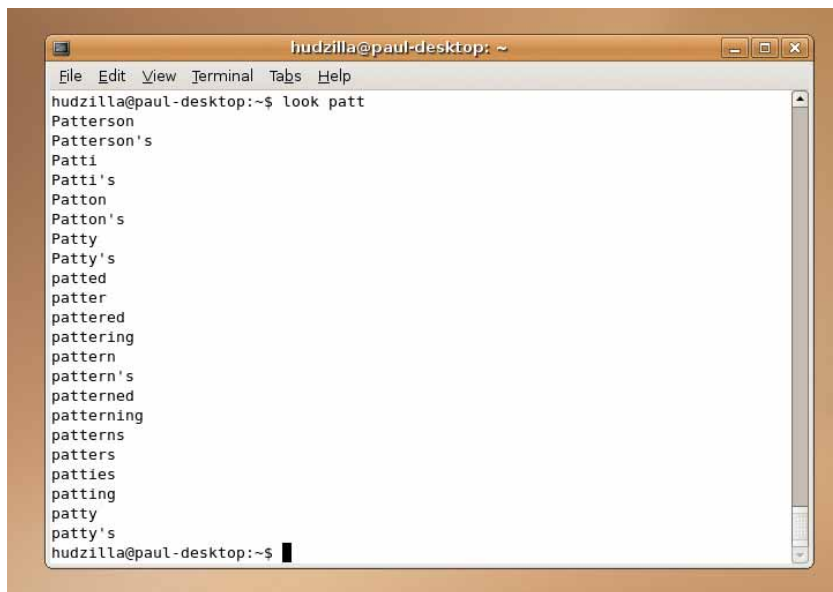 hudzilla@paul-desktop: ~
File Edit View Terminal Tabs Help
hudzilla@paul-desktop:~$ look patt
Patterson
Patterson's
Patti
Patti's
Patton
Patton's
Patty
Patty's
patted
patter
pattered
pattering
pattern
pattern's
patterned
patterning
patterns
patters
patties
patting
patty
patty's
hudzilla@paul-desktop:~$